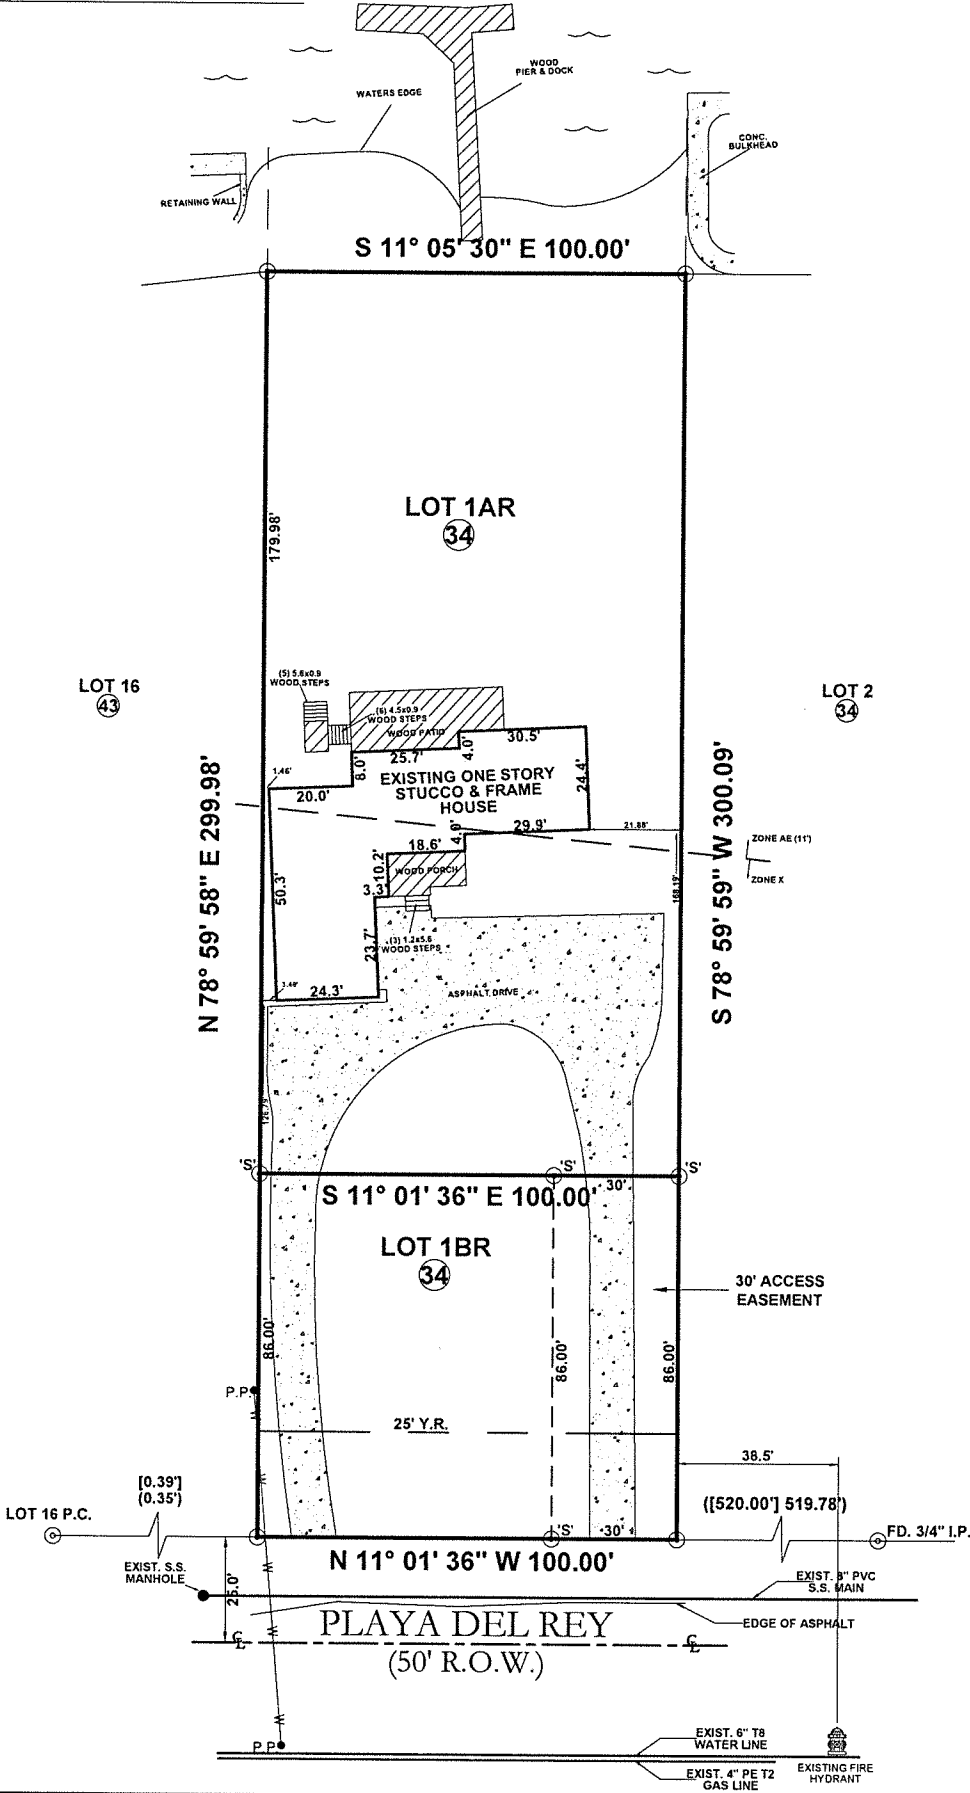 WOOD
PIER & DOCK
WATERS EDGE
CONC.
BULKHEAD
RETAINING WALL
S 11° 05' 30" E 100.00'
LOT 1AR
34
179.98'
LOT 16
43
LOT 2
34
(5) 5.6x0.9
WOOD STEPS
(6) 4.5x0.9
WOOD STEPS
WOOD PATIO
25.7'
4.0'
30.5'
8.0'
1.46'
20.0'
EXISTING ONE STORY
STUCCO & FRAME
HOUSE
24.4'
29.9'
21.88'
4.0'
18.6'
ZONE AE (11')
ZONE X
10.2'
WOOD PORCH
3.3'
50.3'
168.19'
N 78° 59' 58" E 299.98'
S 78° 59' 59" W 300.09'
23.7'
(3) 1.2x5.6
WOOD STEPS
24.3'
ASPHALT DRIVE
126.79'
'S'
'S'
'S'
S 11° 01' 36" E 100.00'
30'
LOT 1BR
34
30' ACCESS
EASEMENT
86.00'
86.00'
86.00'
P.P.
25' Y.R.
38.5'
[0.39']
(0.35')
([520.00'] 519.78')
LOT 16 P.C.
'S'
30'
FD. 3/4" I.P.
N 11° 01' 36" W 100.00'
EXIST. S.S.
MANHOLE
25.0'
EXIST. 8" PVC
S.S. MAIN
EDGE OF ASPHALT
PLAYA DEL REY
CL
CL
(50' R.O.W.)
P.P.
EXIST. 6" T8
WATER LINE
EXIST. 4" PE T2
GAS LINE
EXISTING FIRE
HYDRANT